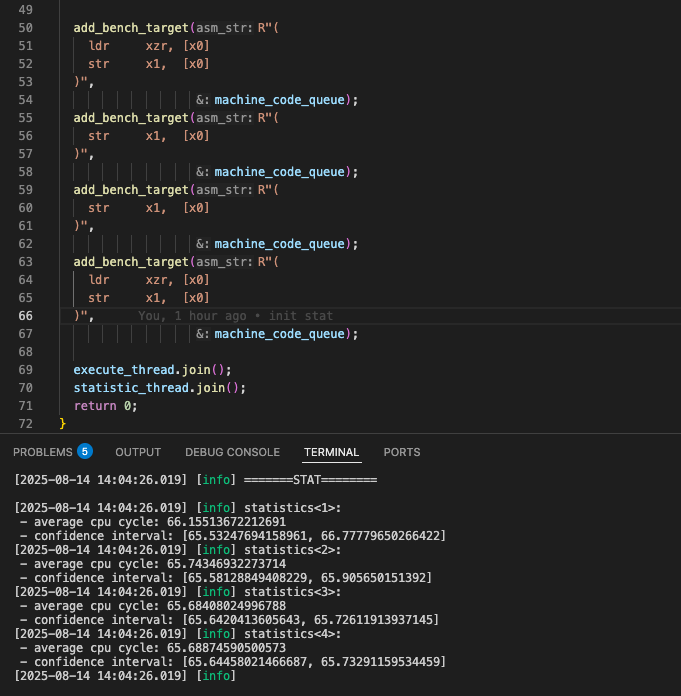 49
50 add_bench_target(asm_str: R"(
51 ldr xzr, [x0]
52 str x1, [x0]
53 )",
54 &: machine_code_queue);
55 add_bench_target(asm_str: R"(
56 str x1, [x0]
57 )",
58 &: machine_code_queue);
59 add_bench_target(asm_str: R"(
60 str x1, [x0]
61 )",
62 &: machine_code_queue);
63 add_bench_target(asm_str: R"(
64 ldr xzr, [x0]
65 str x1, [x0]
66 )", You, 1 hour ago • init stat
67 &: machine_code_queue);
68
69 execute_thread.join();
70 statistic_thread.join();
71 return 0;
72 }
PROBLEMS 5 OUTPUT DEBUG CONSOLE TERMINAL PORTS
[2025-08-14 14:04:26.019] [info] =======STAT========
[2025-08-14 14:04:26.019] [info] statistics<1>:
- average cpu cycle: 66.15513672212691
- confidence interval: [65.53247694158961, 66.77779650266422]
[2025-08-14 14:04:26.019] [info] statistics<2>:
- average cpu cycle: 65.74346932273714
- confidence interval: [65.58128849408229, 65.905650151392]
[2025-08-14 14:04:26.019] [info] statistics<3>:
- average cpu cycle: 65.68408024996788
- confidence interval: [65.6420413605643, 65.72611913937145]
[2025-08-14 14:04:26.019] [info] statistics<4>:
- average cpu cycle: 65.68874590500573
- confidence interval: [65.64458021466687, 65.73291159534459]
[2025-08-14 14:04:26.019] [info]